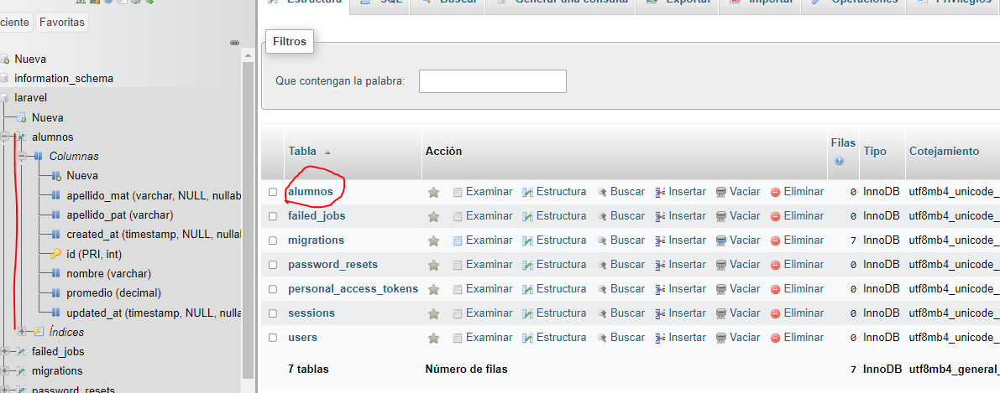 Estructura SQL Buscar Generar una consulta Exportar Importar Operaciones Privilegios
ciente Favoritas
Filtros
Que contengan la palabra:
Nueva
information_schema
laravel
Nueva
alumnos
Columnas
Nueva
apellido_mat (varchar, NULL, nullab
apellido_pat (varchar)
created_at (timestamp, NULL, nullab
id (PRI, int)
nombre (varchar)
promedio (decimal)
updated_at (timestamp, NULL, nulla
Índices
failed_jobs
migrations
password_resets
Tabla Acción Filas Tipo Cotejamiento
alumnos Examinar Estructura Buscar Insertar Vaciar Eliminar 0 InnoDB utf8mb4_unicode_
failed_jobs Examinar Estructura Buscar Insertar Vaciar Eliminar 0 InnoDB utf8mb4_unicode_
migrations Examinar Estructura Buscar Insertar Vaciar Eliminar 7 InnoDB utf8mb4_unicode_
password_resets Examinar Estructura Buscar Insertar Vaciar Eliminar 0 InnoDB utf8mb4_unicode_
personal_access_tokens Examinar Estructura Buscar Insertar Vaciar Eliminar 0 InnoDB utf8mb4_unicode_
sessions Examinar Estructura Buscar Insertar Vaciar Eliminar 0 InnoDB utf8mb4_unicode_
users Examinar Estructura Buscar Insertar Vaciar Eliminar 0 InnoDB utf8mb4_unicode_
7 tablas Número de filas 7 InnoDB utf8mb4_general_